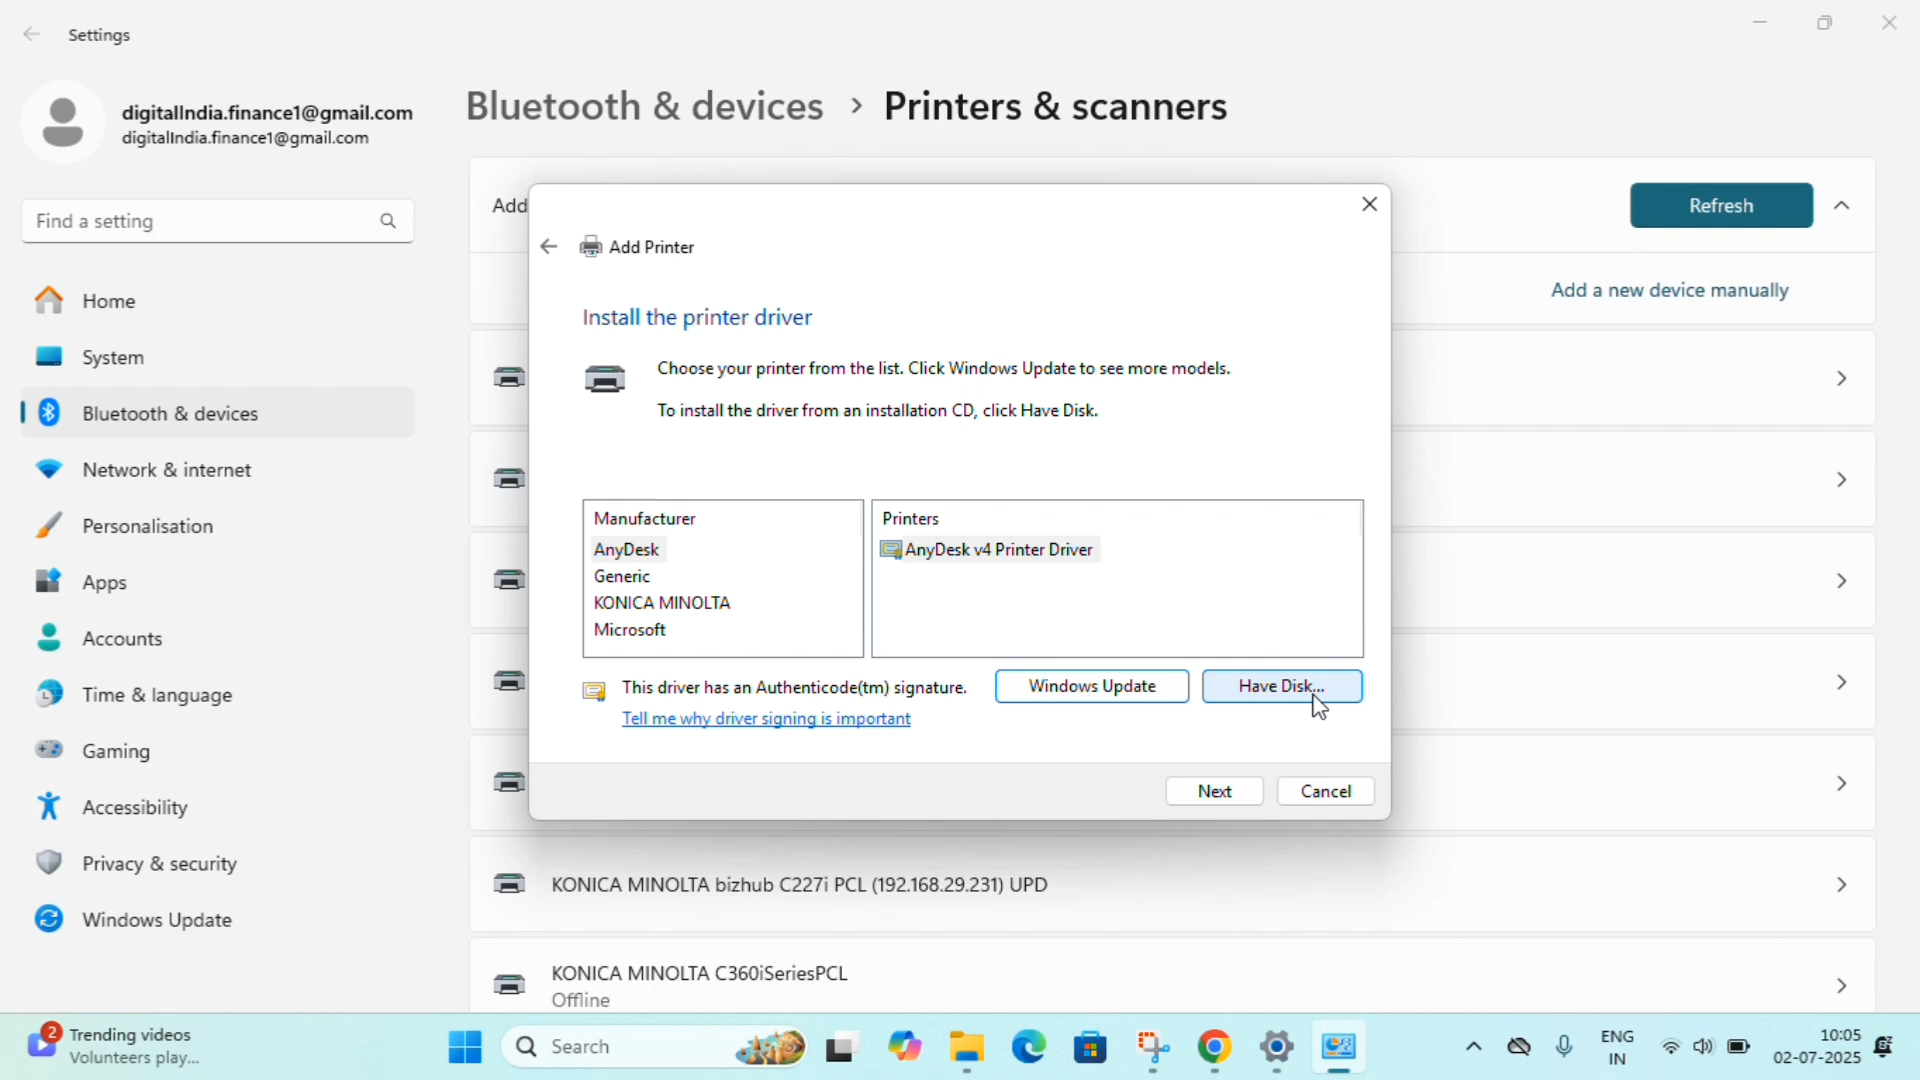 Settings
digitalIndia.finance1@gmail.com
digitalIndia.finance1@gmail.com
Find a setting
Home
System
Bluetooth & devices
Network & internet
Personalisation
Apps
Accounts
Time & language
Gaming
Accessibility
Privacy & security
Windows Update
Bluetooth & devices > Printers & scanners
Add
Refresh
Add a new device manually
Add Printer
Install the printer driver
Choose your printer from the list. Click Windows Update to see more models.
To install the driver from an installation CD, click Have Disk.
Manufacturer
AnyDesk
Generic
KONICA MINOLTA
Microsoft
Printers
AnyDesk v4 Printer Driver
This driver has an Authenticode(tm) signature.
Tell me why driver signing is important
Windows Update
Have Disk...
Next
Cancel
KONICA MINOLTA bizhub C227i PCL (192.168.29.231) UPD
KONICA MINOLTA C360iSeriesPCL
Offline
2
Trending videos
Volunteers play...
Search
ENG
IN
10:05
02-07-2025